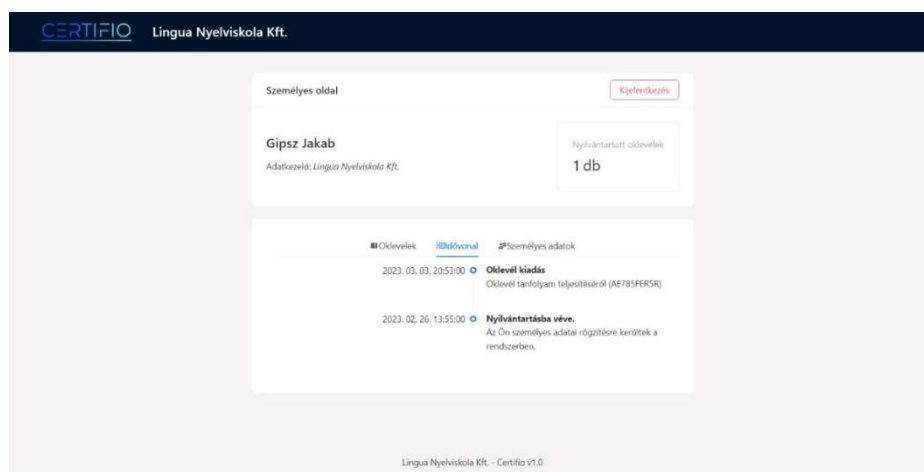 CERTIFIO Lingua Nyelviskola Kft.
Személyes oldal Kijelentkezés
Gipsz Jakab
Adatkezelő: Lingua Nyelviskola Kft.
Nyilvántartott oklevelek
1 db
Oklevelek Idővonal Személyes adatok
2023. 03. 03. 20:53:00 Oklevél kiadás
Oklevél tanfolyam teljesítéséről (AE785FER5R)
2023. 02. 26. 13:55:00 Nyilvántartásba véve.
Az Ön személyes adatai rögzítésre kerültek a
rendszerben.
Lingua Nyelviskola Kft. - Certifio v1.0